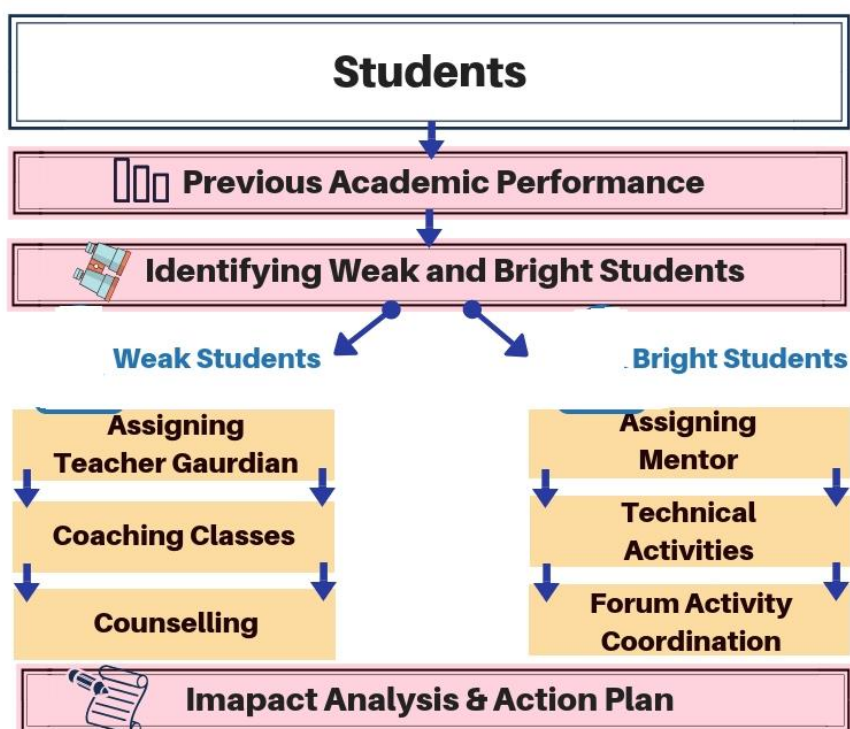 Students
Previous Academic Performance
Identifying Weak and Bright Students
Weak Students
Bright Students
Assigning
Teacher Gaurdian
Coaching Classes
Counselling
Assigning
Mentor
Technical
Activities
Forum Activity
Coordination
Imapact Analysis & Action Plan